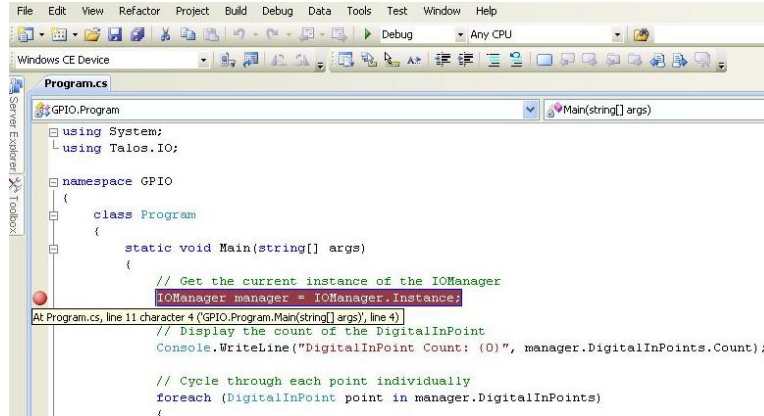 File Edit View Refactor Project Build Debug Data Tools Test Window Help
Debug Any CPU
Windows CE Device
Program.cs
GPIO.Program Main(string[] args)
Server Explorer
Toolbox
using System;
using Talos.IO;
namespace GPIO
{
class Program
{
static void Main(string[] args)
{
// Get the current instance of the IOManager
IOManager manager = IOManager.Instance;
At Program.cs, line 11 character 4 ('GPIO.Program.Main(string[] args)', line 4)
// Display the count of the DigitalInPoint
Console.WriteLine("DigitalInPoint Count: {0}", manager.DigitalInPoints.Count);
// Cycle through each point individually
foreach (DigitalInPoint point in manager.DigitalInPoints)
{